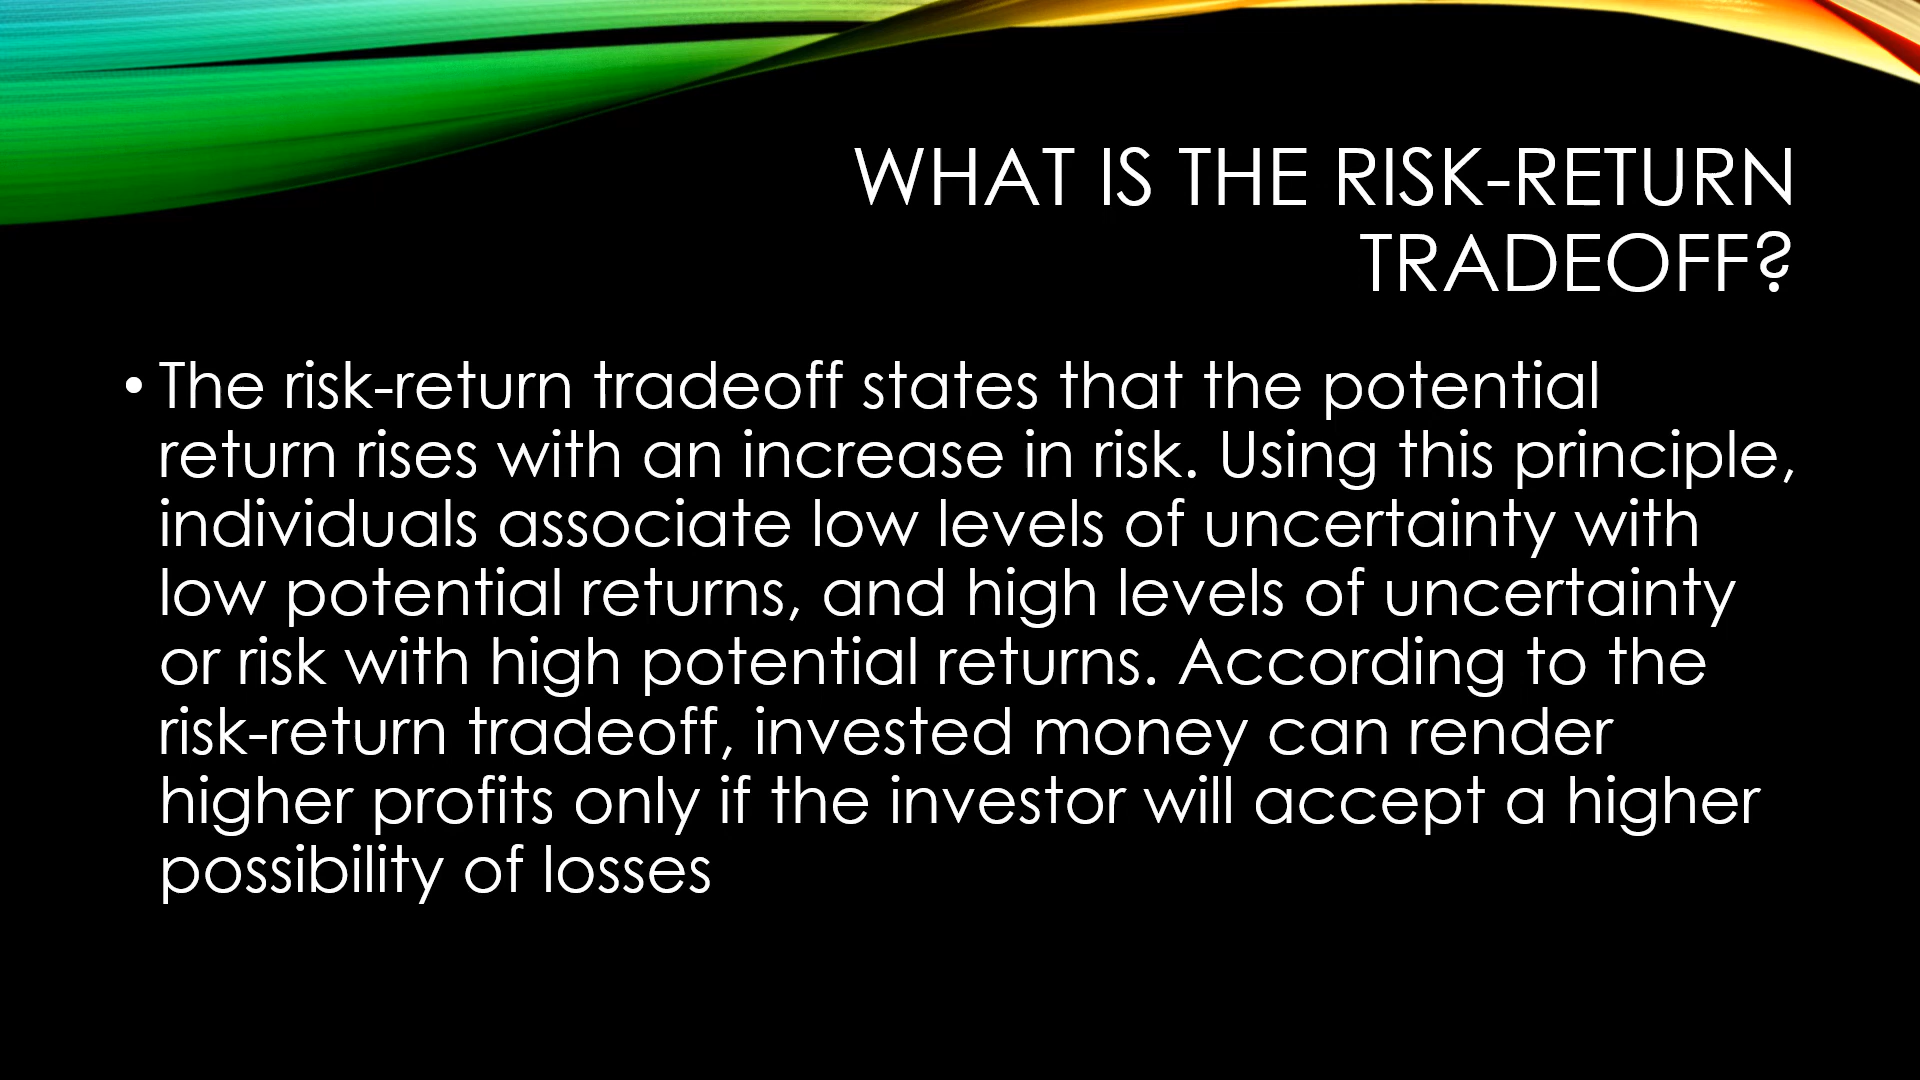 WHAT IS THE RISK-RETURN
TRADEOFF?
• The risk-return tradeoff states that the potential
return rises with an increase in risk. Using this principle,
individuals associate low levels of uncertainty with
low potential returns, and high levels of uncertainty
or risk with high potential returns. According to the
risk-return tradeoff, invested money can render
higher profits only if the investor will accept a higher
possibility of losses